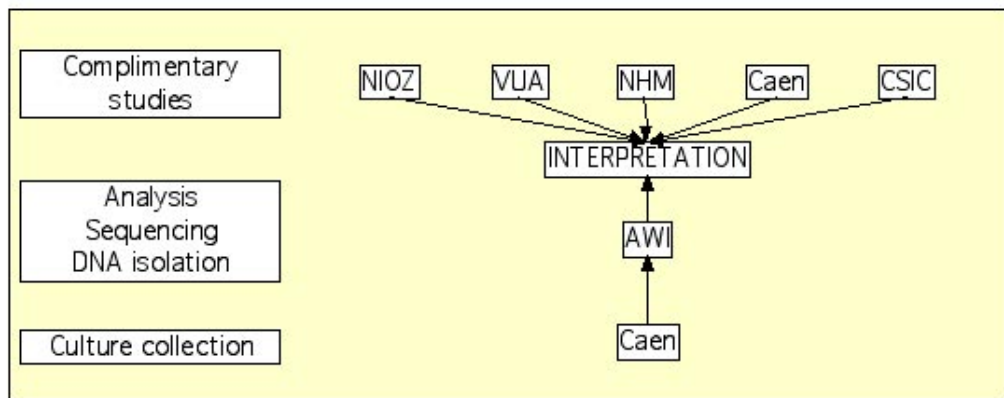 Complimentary
studies
NIOZ VUA NHM Caen CSIC
INTERPRETATION
Analysis
Sequencing
DNA isolation
AWI
Culture collection
Caen